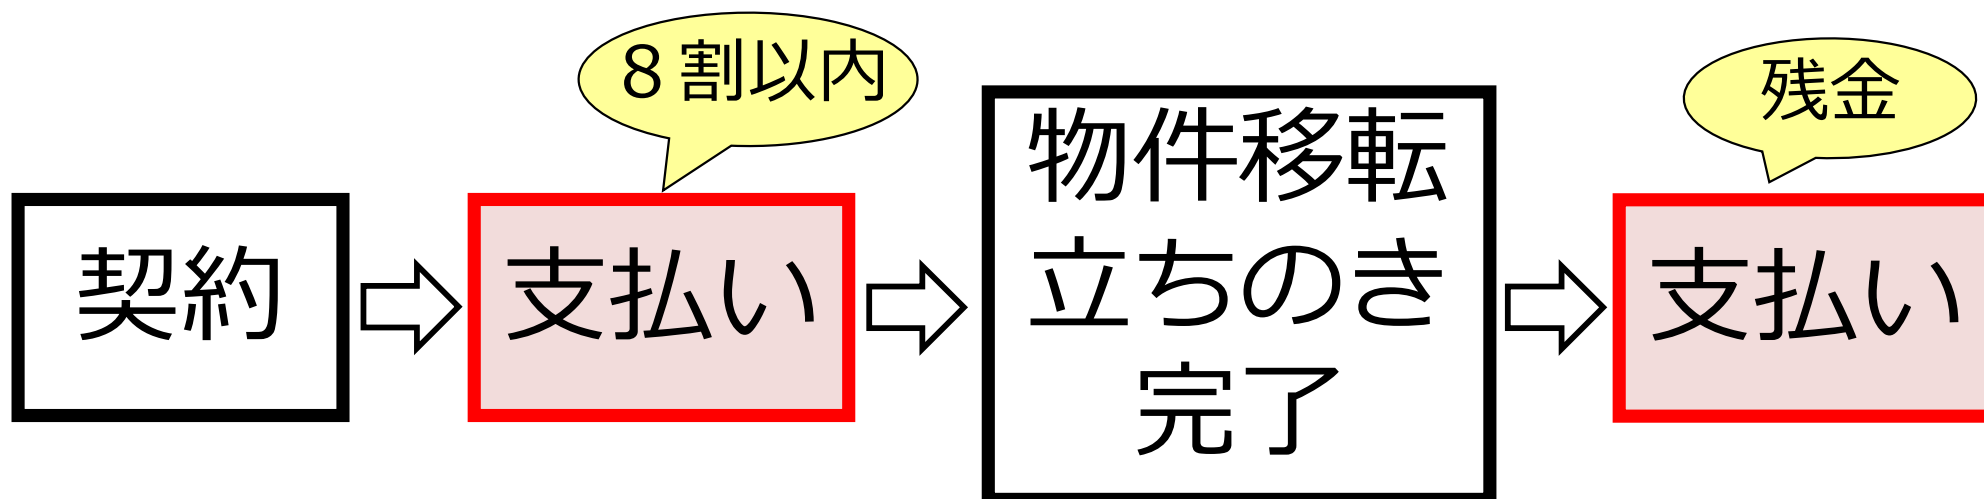 契約
８割以内
支払い
物件移転
立ちのき
完了
残金
支払い